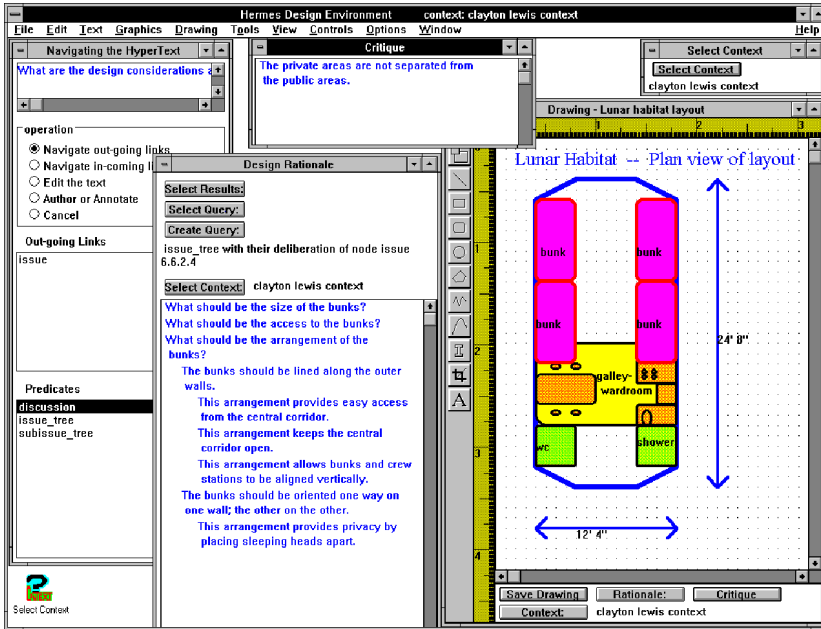 Hermes Design Environment context: clayton lewis context
File Edit Text Graphics Drawing Tools View Controls Options Window Help
Navigating the HyperText
What are the design considerations a
operation
Navigate out-going links
Navigate in-coming li
Edit the text
Author or Annotate
Cancel
Out-going Links
issue
Predicates
discussion
issue_tree
subissue_tree
Select Context
Critique
The private areas are not separated from
the public areas.
Select Context
Select Context
clayton lewis context
Design Rationale
Select Results:
Select Query:
Create Query:
issue_tree with their deliberation of node issue
6.6.2.4
Select Context: clayton lewis context
What should be the size of the bunks?
What should be the access to the bunks?
What should be the arrangement of the
bunks?
The bunks should be lined along the outer
walls.
This arrangement provides easy access
from the central corridor.
This arrangement keeps the central
corridor open.
This arrangement allows bunks and crew
stations to be aligned vertically.
The bunks should be oriented one way on
one wall; the other on the other.
This arrangement provides privacy by
placing sleeping heads apart.
Drawing - Lunar habitat layout
1 2 3
1
2
3
4
I
A
Lunar Habitat -- Plan view of layout
bunk bunk
bunk bunk
24' 8"
galley-
wardroom
wc shower
12' 4"
Save Drawing Rationale: Critique
Context: clayton lewis context